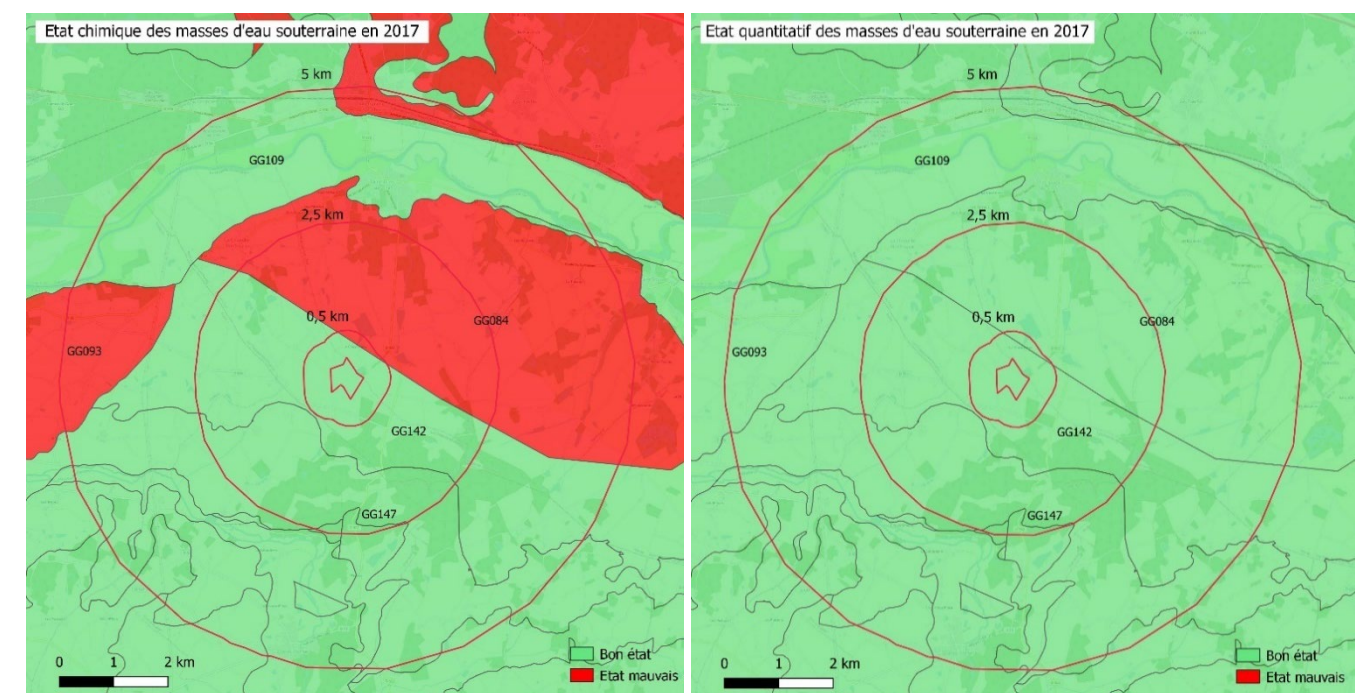 Etat chimique des masses d'eau souterraine en 2017
5 km
GG109
2,5 km
0,5 km
GG084
GG093
GG142
GG147
0 1 2 km
Bon état
Etat mauvais
Etat quantitatif des masses d'eau souterraine en 2017
5 km
GG109
2,5 km
0,5 km
GG084
GG093
GG142
GG147
0 1 2 km
Bon état
Etat mauvais